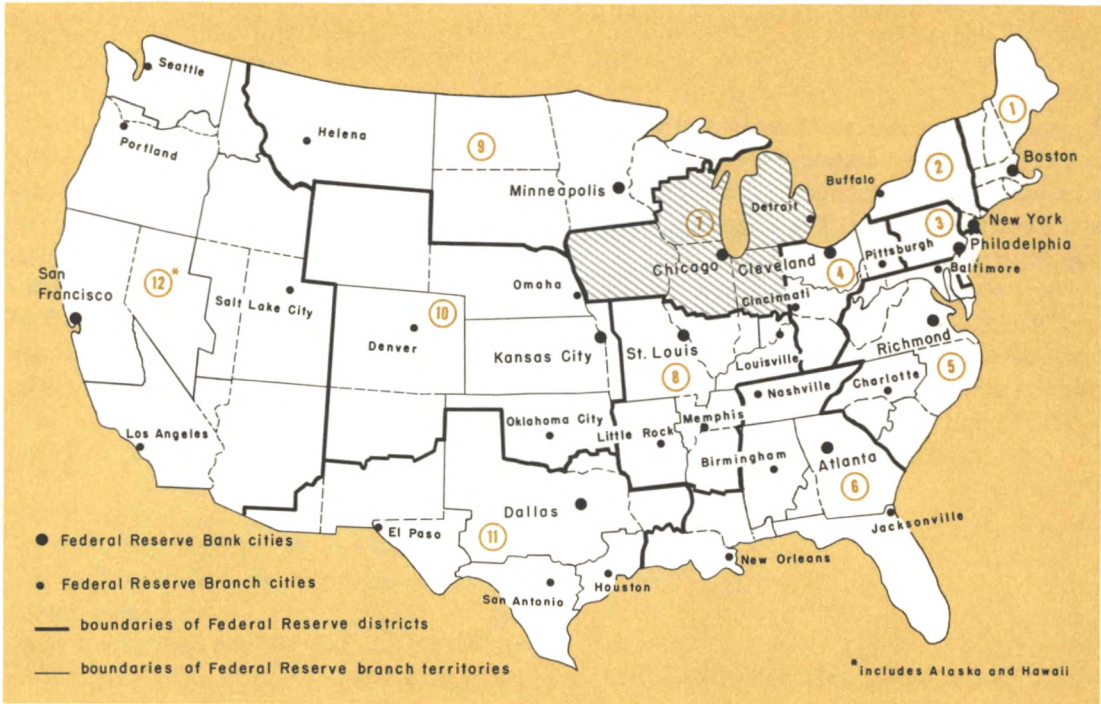 Seattle
Portland
Helena
9
1
Minneapolis
2
Boston
Buffalo
7
Detroit
3
New York
Philadelphia
Pittsburgh
Baltimore
San
Francisco
12*
Salt Lake City
10
Denver
Omaha
Chicago
Cleveland
4
Cincinnati
Kansas City
St. Louis
8
Louisville
Richmond
5
Nashville
Charlotte
Los Angeles
Oklahoma City
Little Rock
Memphis
Birmingham
Atlanta
6
Dallas
11
El Paso
Jacksonville
New Orleans
Houston
San Antonio
Federal Reserve Bank cities
Federal Reserve Branch cities
boundaries of Federal Reserve districts
boundaries of Federal Reserve branch territories
*includes Alaska and Hawaii